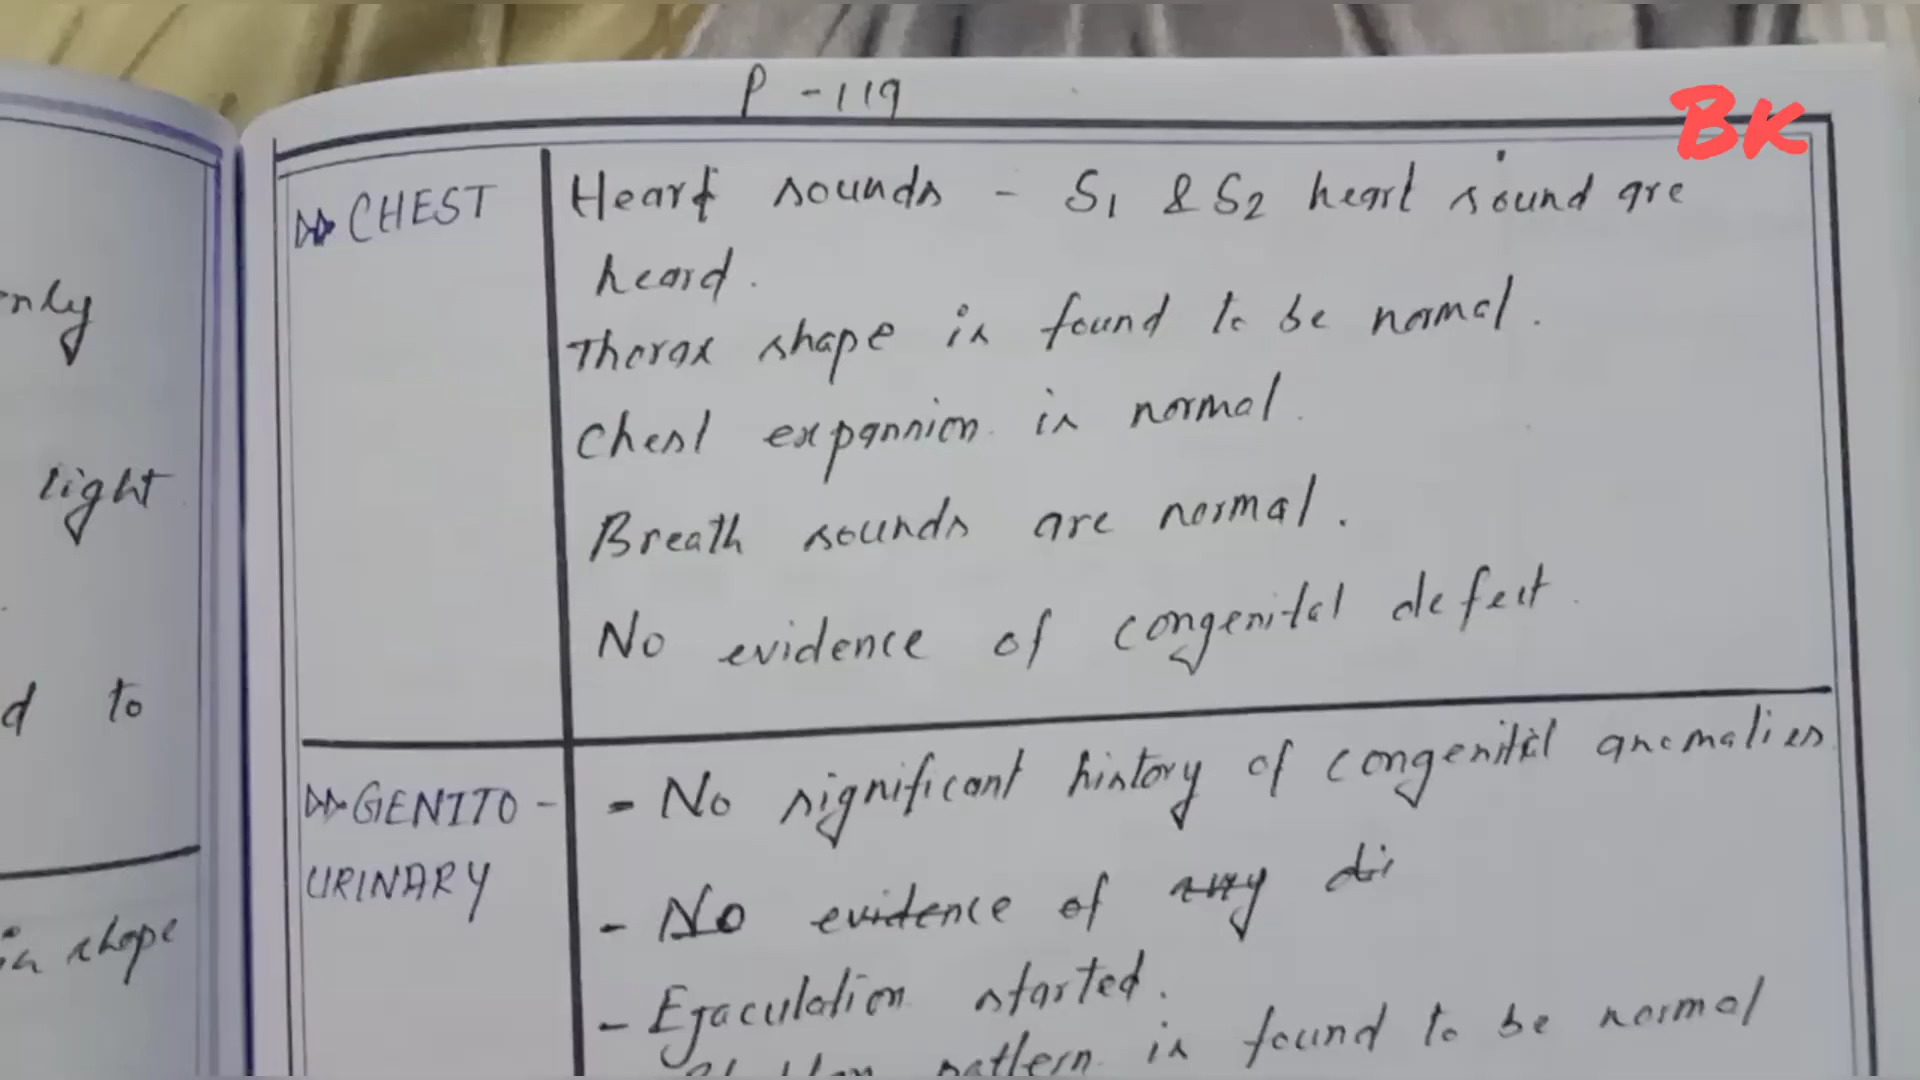 P - 119
BK
CHEST
Heart sounds - S1 & S2 heart sound are
heard.
Thorax shape is found to be normal.
Chest expansion is normal.
Breath sounds are normal.
No evidence of congenital defect.
GENITO -
URINARY
- No significant history of congenital anomalies
- No evidence of any di
- Ejaculation started.
pattern is found to be normal
only
light
d to
in shape